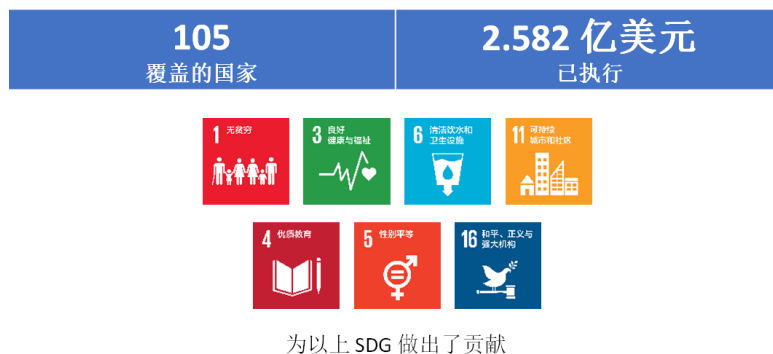 105
覆盖的国家
2.582 亿美元
已执行
1 无贫穷
3 良好
健康与福祉
6 清洁饮水和
卫生设施
11 可持续
城市和社区
4 优质教育
5 性别平等
16 和平、正义与
强大机构
为以上 SDG 做出了贡献